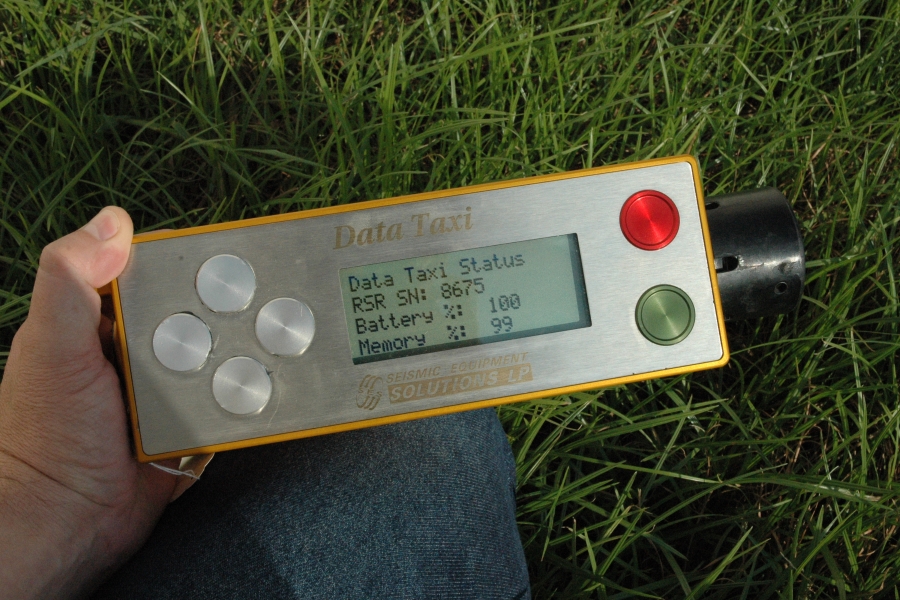 Data Taxi
Data Taxi Status
RSR SN: 8675
Battery %: 100
Memory %: 99
SEISMIC EQUIPMENT
SOLUTIONS LP